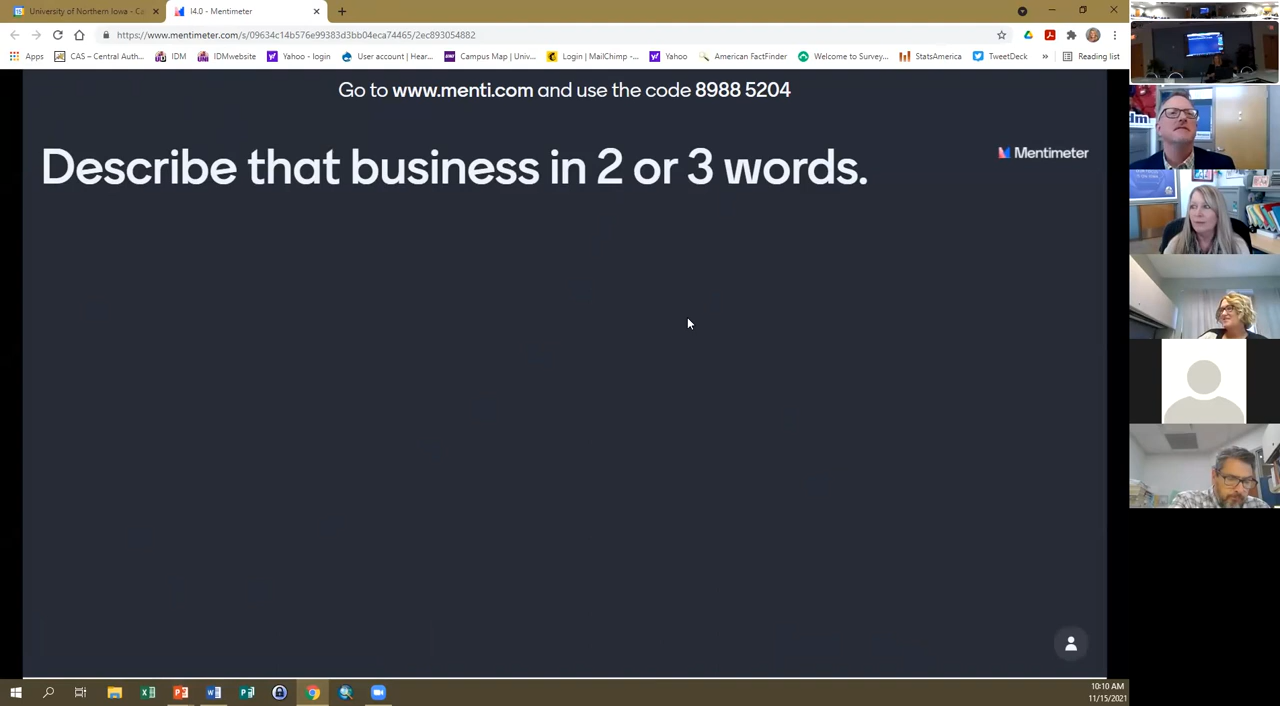 University of Northern Iowa - Ca
I4.0 - Mentimeter
https://www.mentimeter.com/s/09634c14b576e99383d3bb04eca74465/2e6ed3054882
Apps
CAS – Central Auth...
IDM
IDMwebsite
Yahoo - login
User account | Hear...
Campus Map | Univ...
Login | MailChimp -...
Yahoo
American FactFinder
Welcome to Survey...
StatsAmerica
TweetDeck
»
Reading list
Go to www.menti.com and use the code 8988 5204
Describe that business in 2 or 3 words.
Mentimeter
dm
10:10 AM
11/15/2021